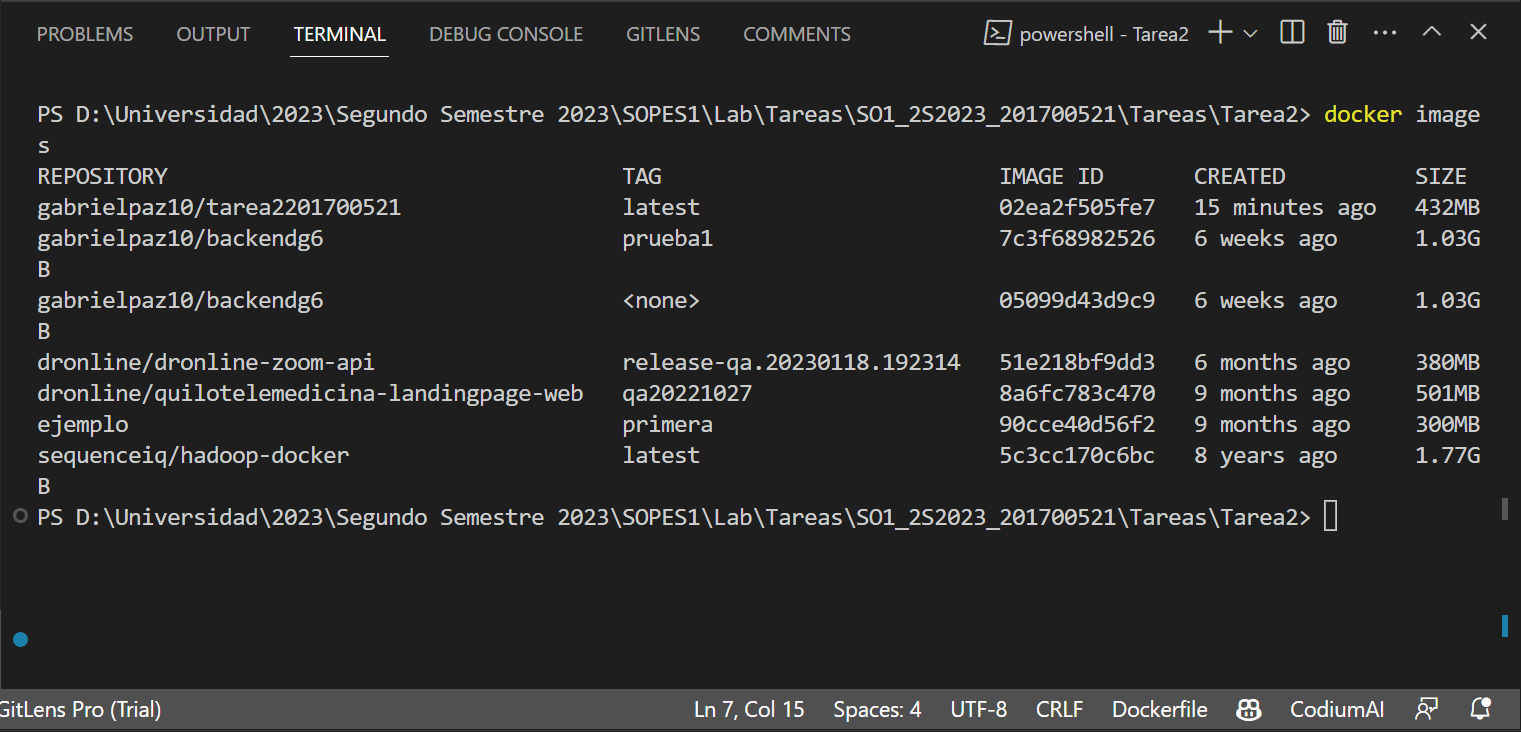 PROBLEMS OUTPUT TERMINAL DEBUG CONSOLE GITLENS COMMENTS powershell - Tarea2
PS D:\Universidad\2023\Segundo Semestre 2023\SOPES1\Lab\Tareas\SO1_2S2023_201700521\Tareas\Tarea2> docker image
s
REPOSITORY TAG IMAGE ID CREATED SIZE
gabrielpaz10/tarea2201700521 latest 02ea2f505fe7 15 minutes ago 432MB
gabrielpaz10/backendg6 prueba1 7c3f68982526 6 weeks ago 1.03G
B
gabrielpaz10/backendg6 <none> 05099d43d9c9 6 weeks ago 1.03G
B
dronline/dronline-zoom-api release-qa.20230118.192314 51e218bf9dd3 6 months ago 380MB
dronline/quilotelemedicina-landingpage-web qa20221027 8a6fc783c470 9 months ago 501MB
ejemplo primera 90cce40d56f2 9 months ago 300MB
sequenceiq/hadoop-docker latest 5c3cc170c6bc 8 years ago 1.77G
B
PS D:\Universidad\2023\Segundo Semestre 2023\SOPES1\Lab\Tareas\SO1_2S2023_201700521\Tareas\Tarea2>
GitLens Pro (Trial) Ln 7, Col 15 Spaces: 4 UTF-8 CRLF Dockerfile CodiumAI